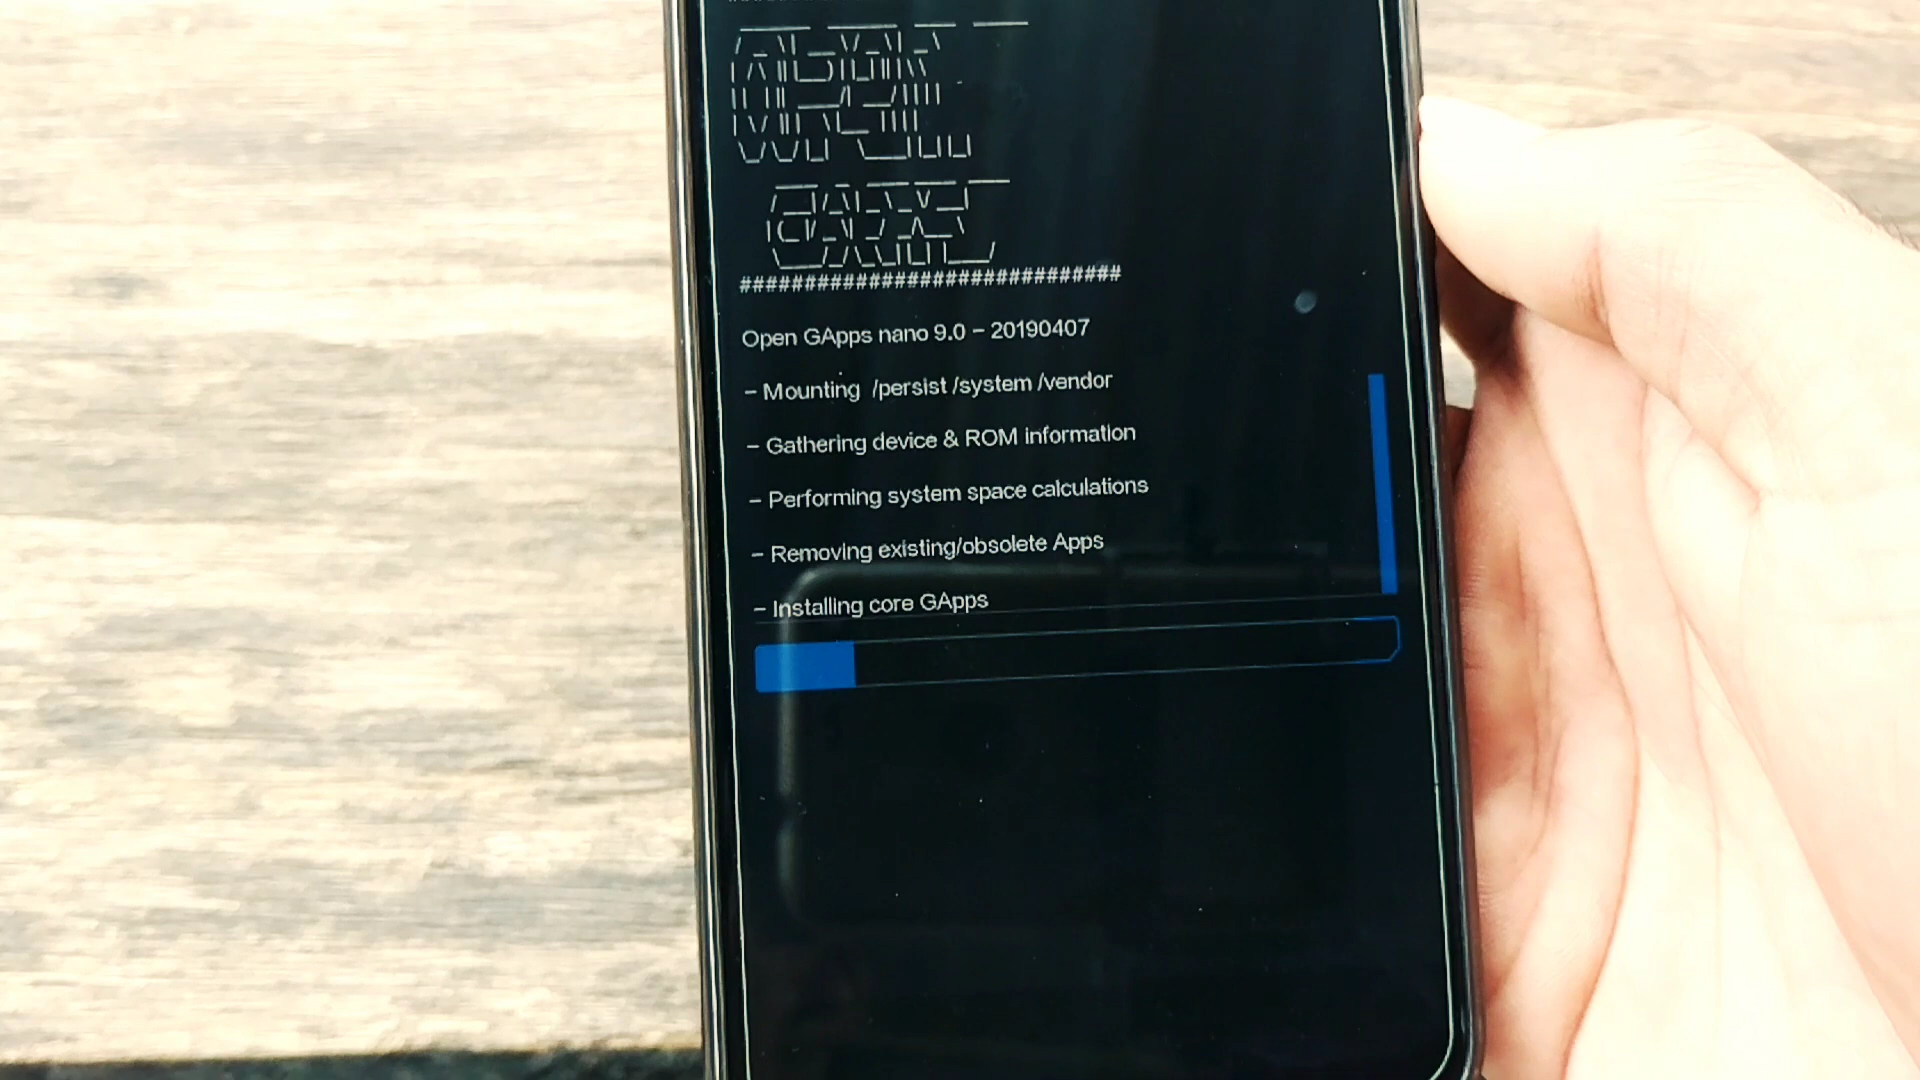 ##############################
Open GApps nano 9.0 – 20190407
– Mounting /persist /system /vendor
– Gathering device & ROM information
– Performing system space calculations
– Removing existing/obsolete Apps
– Installing core GApps